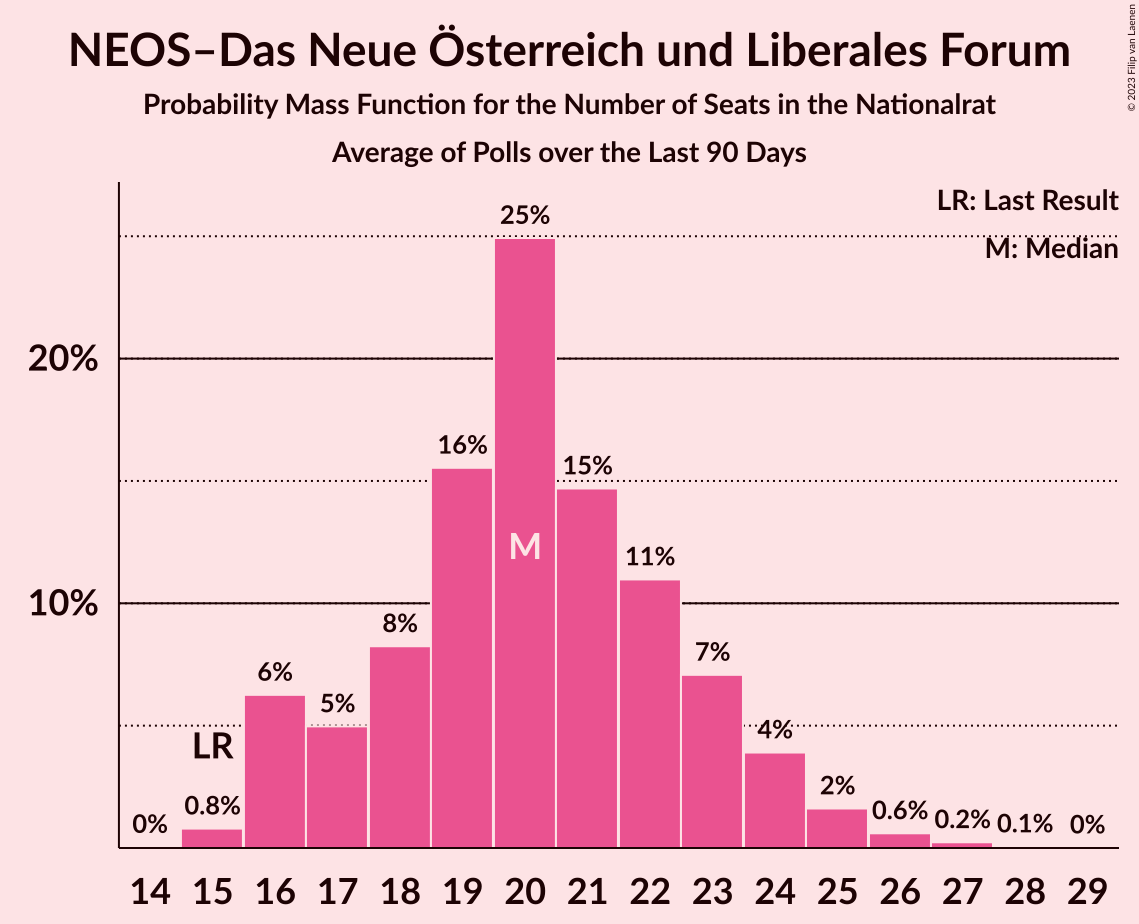 NEOS–Das Neue Österreich und Liberales Forum
Probability Mass Function for the Number of Seats in the Nationalrat
Average of Polls over the Last 90 Days
© 2023 Filip van Laenen
LR: Last Result
M: Median
20%
10%
0%
0.8%
LR
6%
5%
8%
16%
25%
M
15%
11%
7%
4%
2%
0.6%
0.2%
0.1%
0%
14 15 16 17 18 19 20 21 22 23 24 25 26 27 28 29